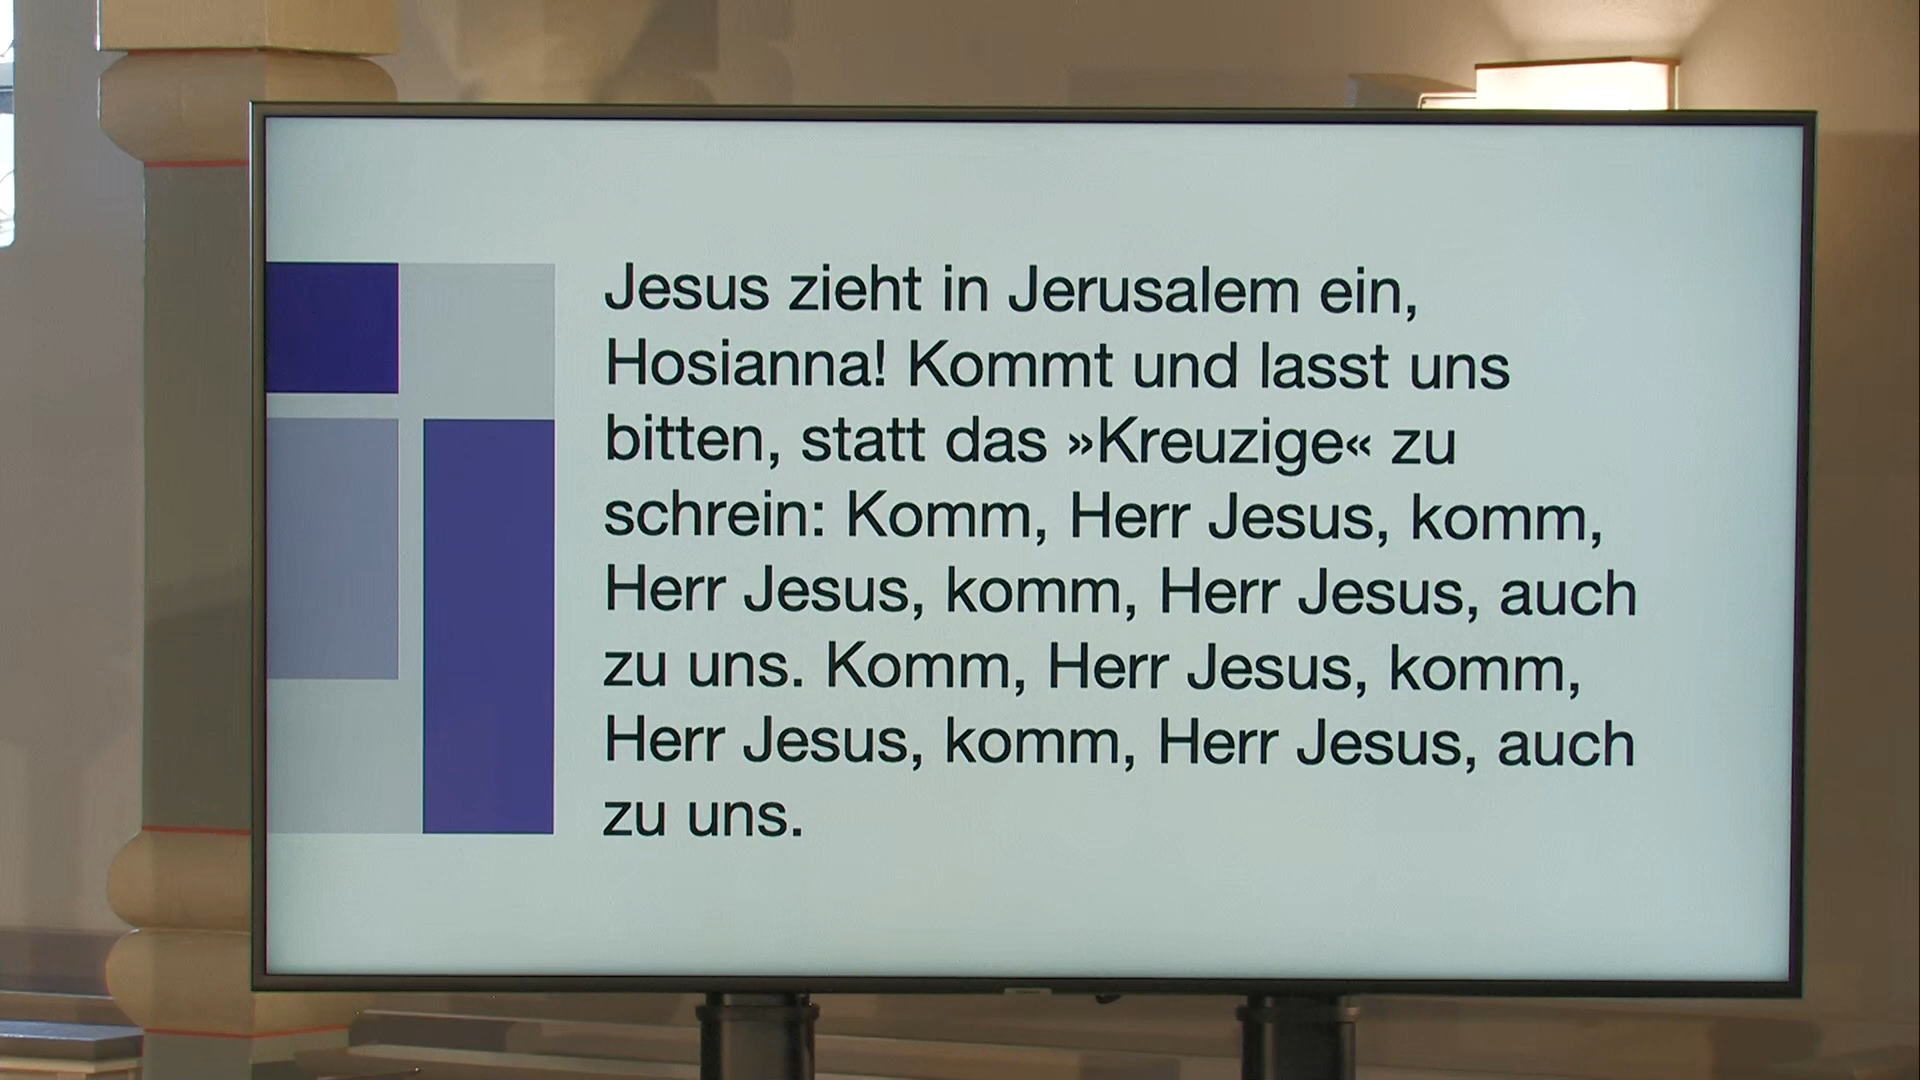 Jesus zieht in Jerusalem ein,
Hosianna! Kommt und lasst uns
bitten, statt das »Kreuzige« zu
schrein: Komm, Herr Jesus, komm,
Herr Jesus, komm, Herr Jesus, auch
zu uns. Komm, Herr Jesus, komm,
Herr Jesus, komm, Herr Jesus, auch
zu uns.